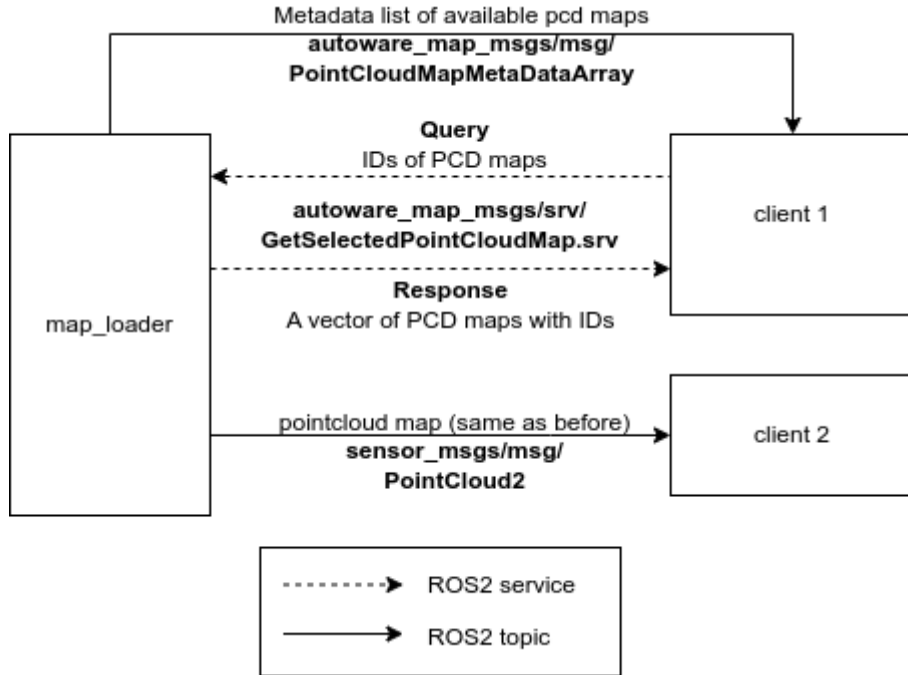 Metadata list of available pcd maps
autoware_map_msgs/msg/
PointCloudMapMetaDataArray
Query
IDs of PCD maps
autoware_map_msgs/srv/
GetSelectedPointCloudMap.srv
client 1
Response
A vector of PCD maps with IDs
map_loader
pointcloud map (same as before)
sensor_msgs/msg/
PointCloud2
client 2
ROS2 service
ROS2 topic